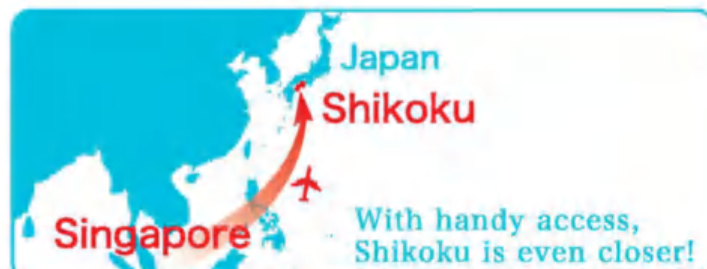 Japan
Shikoku
Singapore
With handy access,
Shikoku is even closer!